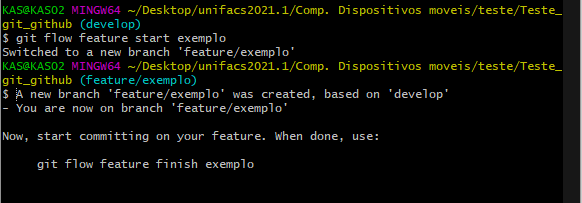 KAS@KASO2 MINGW64 ~/Desktop/unifacs2021.1/Comp. Dispositivos moveis/teste/Teste_
git_github (develop)
$ git flow feature start exemplo
Switched to a new branch 'feature/exemplo'
KAS@KASO2 MINGW64 ~/Desktop/unifacs2021.1/Comp. Dispositivos moveis/teste/Teste_
git_github (feature/exemplo)
$ A new branch 'feature/exemplo' was created, based on 'develop'
- You are now on branch 'feature/exemplo'
Now, start committing on your feature. When done, use:
git flow feature finish exemplo